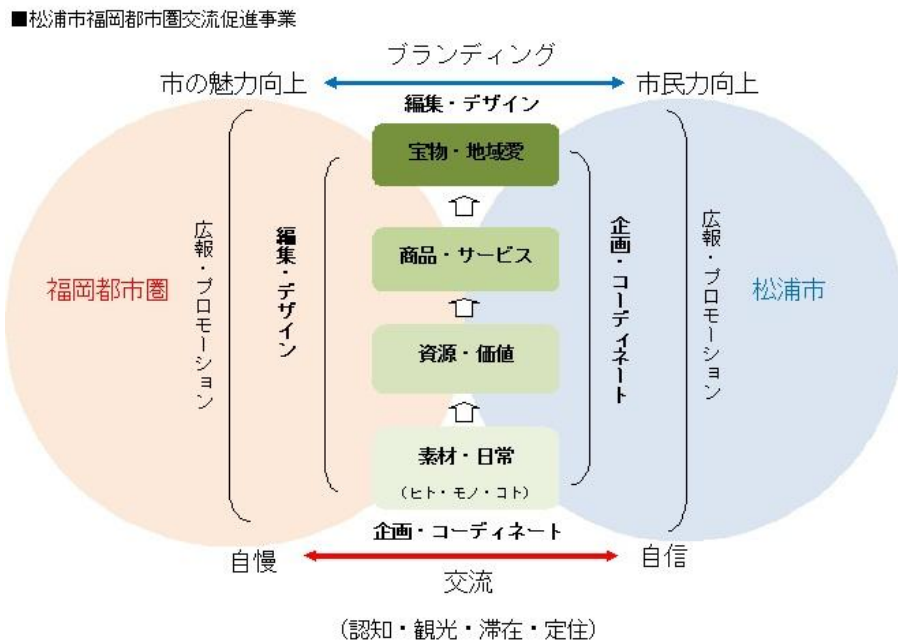 ■松浦市福岡都市圏交流促進事業
ブランディング
市の魅力向上
市民力向上
編集・デザイン
宝物・地域愛
商品・サービス
資源・価値
素材・日常
(ヒト・モノ・コト)
企画・コーディネート
福岡都市圏
広報・プロモーション
編集・デザイン
企画・コーディネート
広報・プロモーション
松浦市
自慢
自信
交流
(認知・観光・滞在・定住)